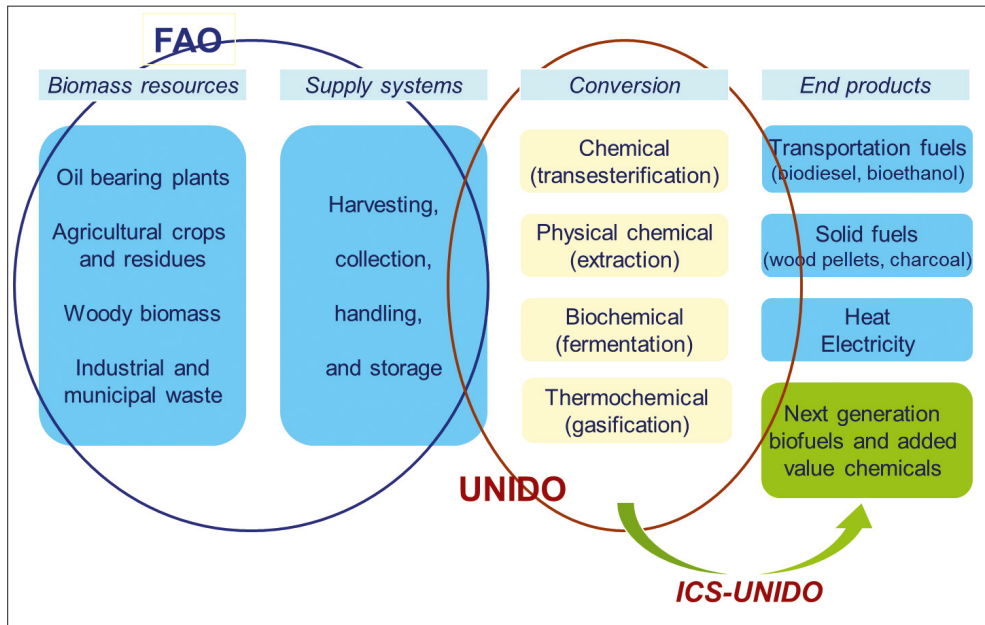 FAO
Biomass resources
Oil bearing plants
Agricultural crops
and residues
Woody biomass
Industrial and
municipal waste
Supply systems
Harvesting,
collection,
handling,
and storage
Conversion
Chemical
(transesterification)
Physical chemical
(extraction)
Biochemical
(fermentation)
Thermochemical
(gasification)
End products
Transportation fuels
(biodiesel, bioethanol)
Solid fuels
(wood pellets, charcoal)
Heat
Electricity
Next generation
biofuels and added
value chemicals
UNIDO
ICS-UNIDO